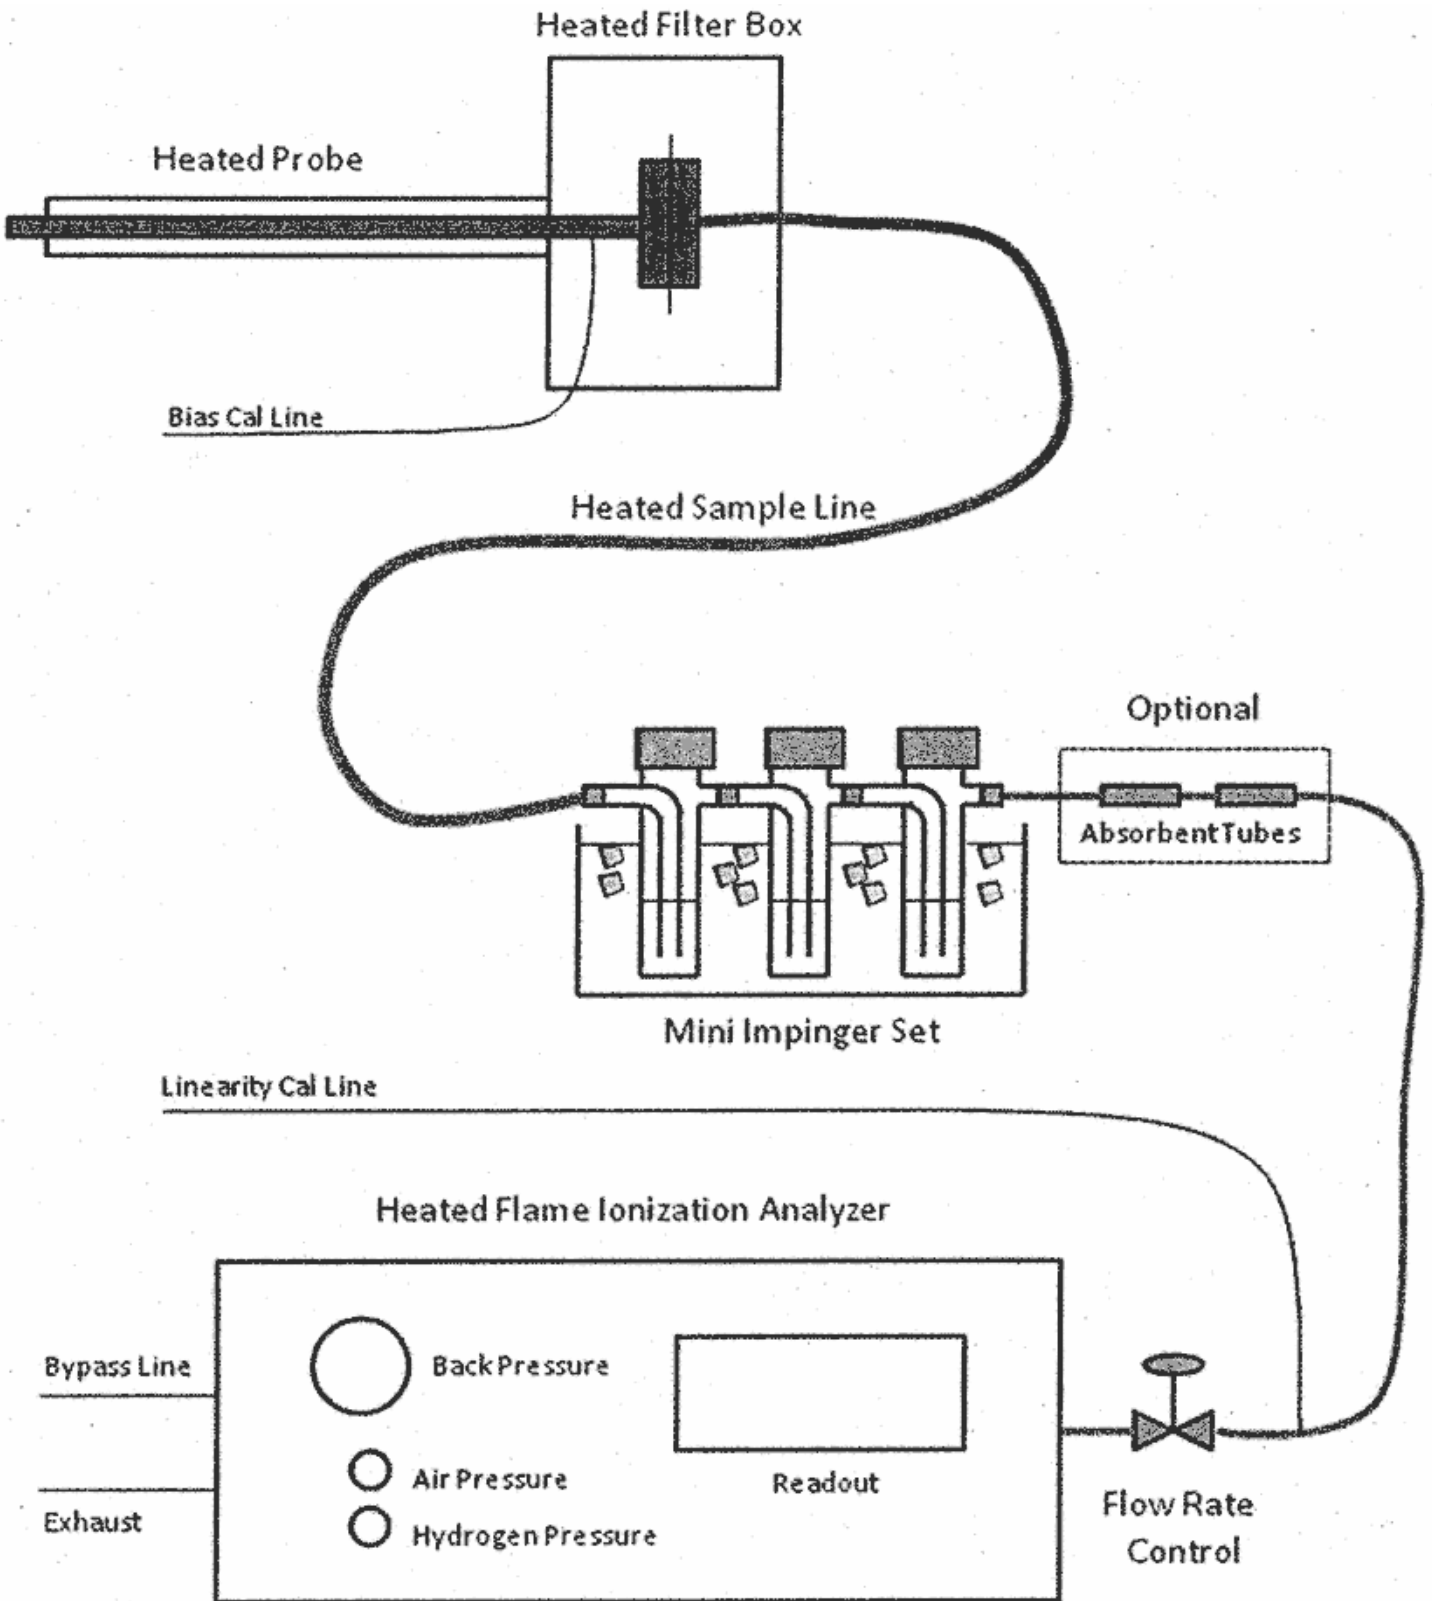 Heated Filter Box
Heated Probe
Bias Cal Line
Heated Sample Line
Optional
Absorbent Tubes
Mini Impinger Set
Linearity Cal Line
Heated Flame Ionization Analyzer
Bypass Line
Back Pressure
Air Pressure
Readout
Exhaust
Hydrogen Pressure
Flow Rate
Control